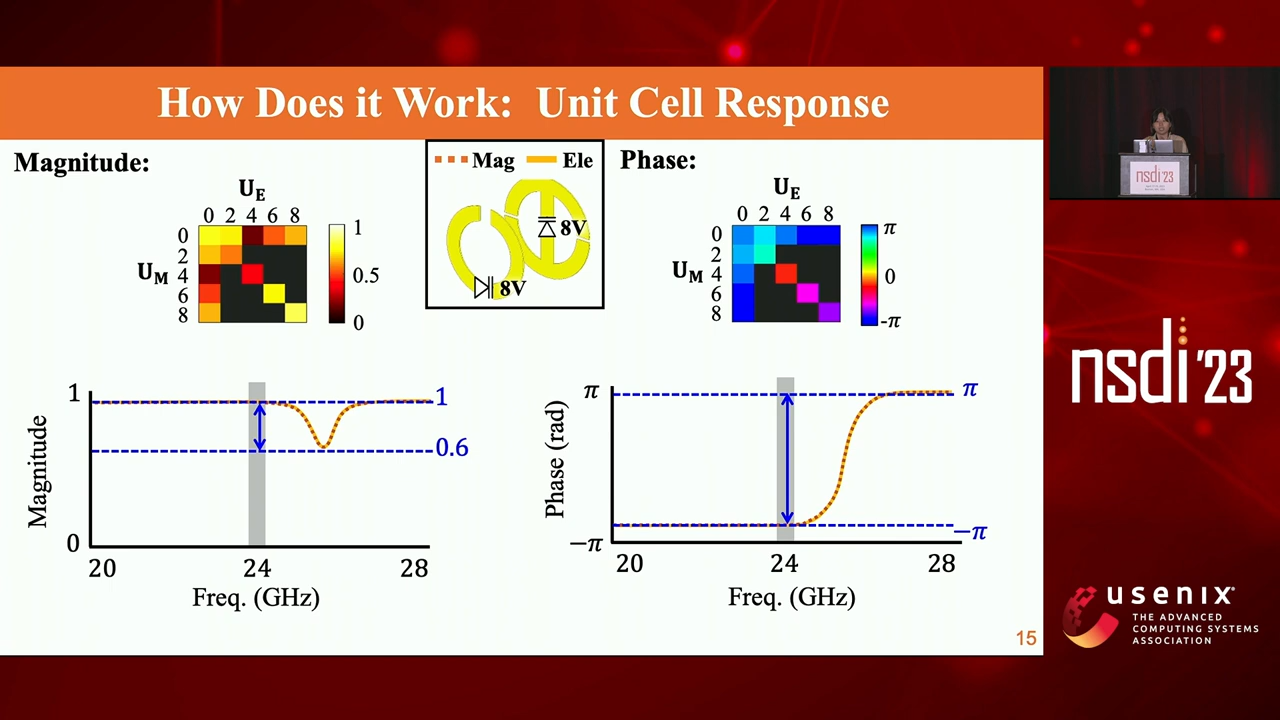 How Does it Work: Unit Cell Response
Magnitude:
U_E
0 2 4 6 8
U_M
0
2
4
6
8
1
0.5
0
Mag Ele
8V
8V
Phase:
U_E
0 2 4 6 8
U_M
0
2
4
6
8
π
0
-π
1
0
Magnitude
1
0.6
20 24 28
Freq. (GHz)
π
−π
Phase (rad)
π
−π
20 24 28
Freq. (GHz)
15
nsdi'23
nsdi '23
usenix
THE ADVANCED
COMPUTING SYSTEMS
ASSOCIATION